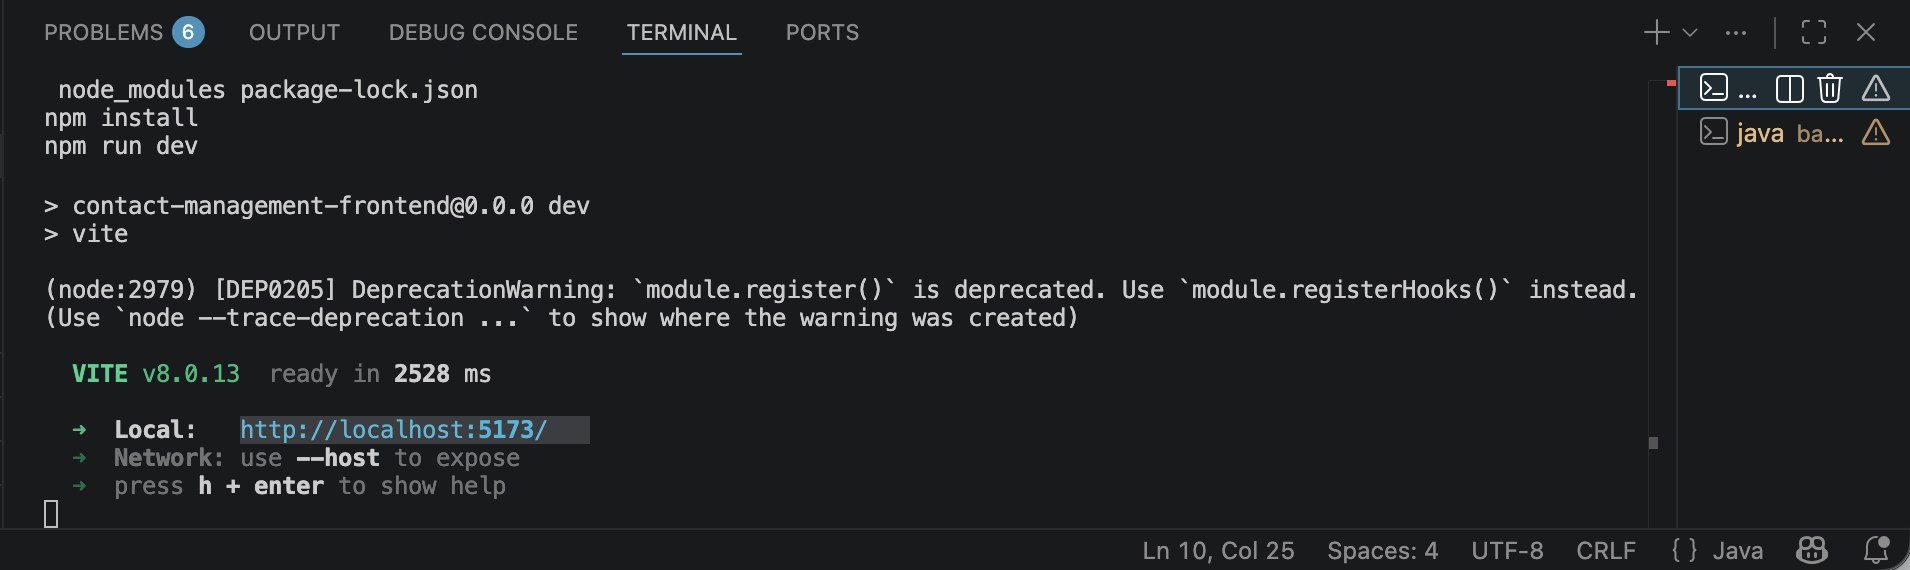 PROBLEMS 6 OUTPUT DEBUG CONSOLE TERMINAL PORTS
node_modules package-lock.json
npm install
npm run dev
> contact-management-frontend@0.0.0 dev
> vite
(node:2979) [DEP0205] DeprecationWarning: `module.register()` is deprecated. Use `module.registerHooks()` instead.
(Use `node --trace-deprecation ...` to show where the warning was created)
VITE v8.0.13 ready in 2528 ms
➜ Local: http://localhost:5173/
➜ Network: use --host to expose
➜ press h + enter to show help
...
java ba...
Ln 10, Col 25 Spaces: 4 UTF-8 CRLF { } Java